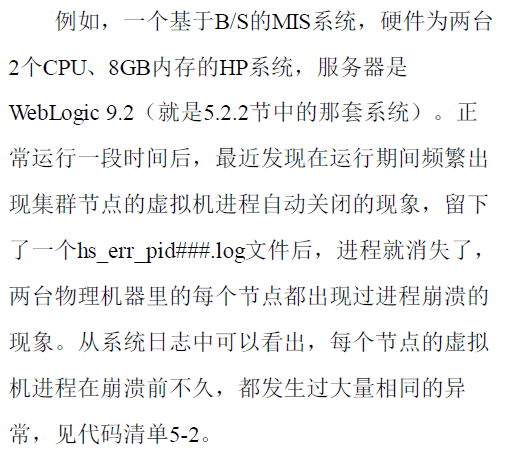 例如，一个基于B/S的MIS系统，硬件为两台
2个CPU、8GB内存的HP系统，服务器是
WebLogic 9.2（就是5.2.2节中的那套系统）。正
常运行一段时间后，最近发现在运行期间频繁出
现集群节点的虚拟机进程自动关闭的现象，留下
了一个hs_err_pid###.log文件后，进程就消失了，
两台物理机器里的每个节点都出现过进程崩溃的
现象。从系统日志中可以看出，每个节点的虚拟
机进程在崩溃前不久，都发生过大量相同的异
常，见代码清单5-2。